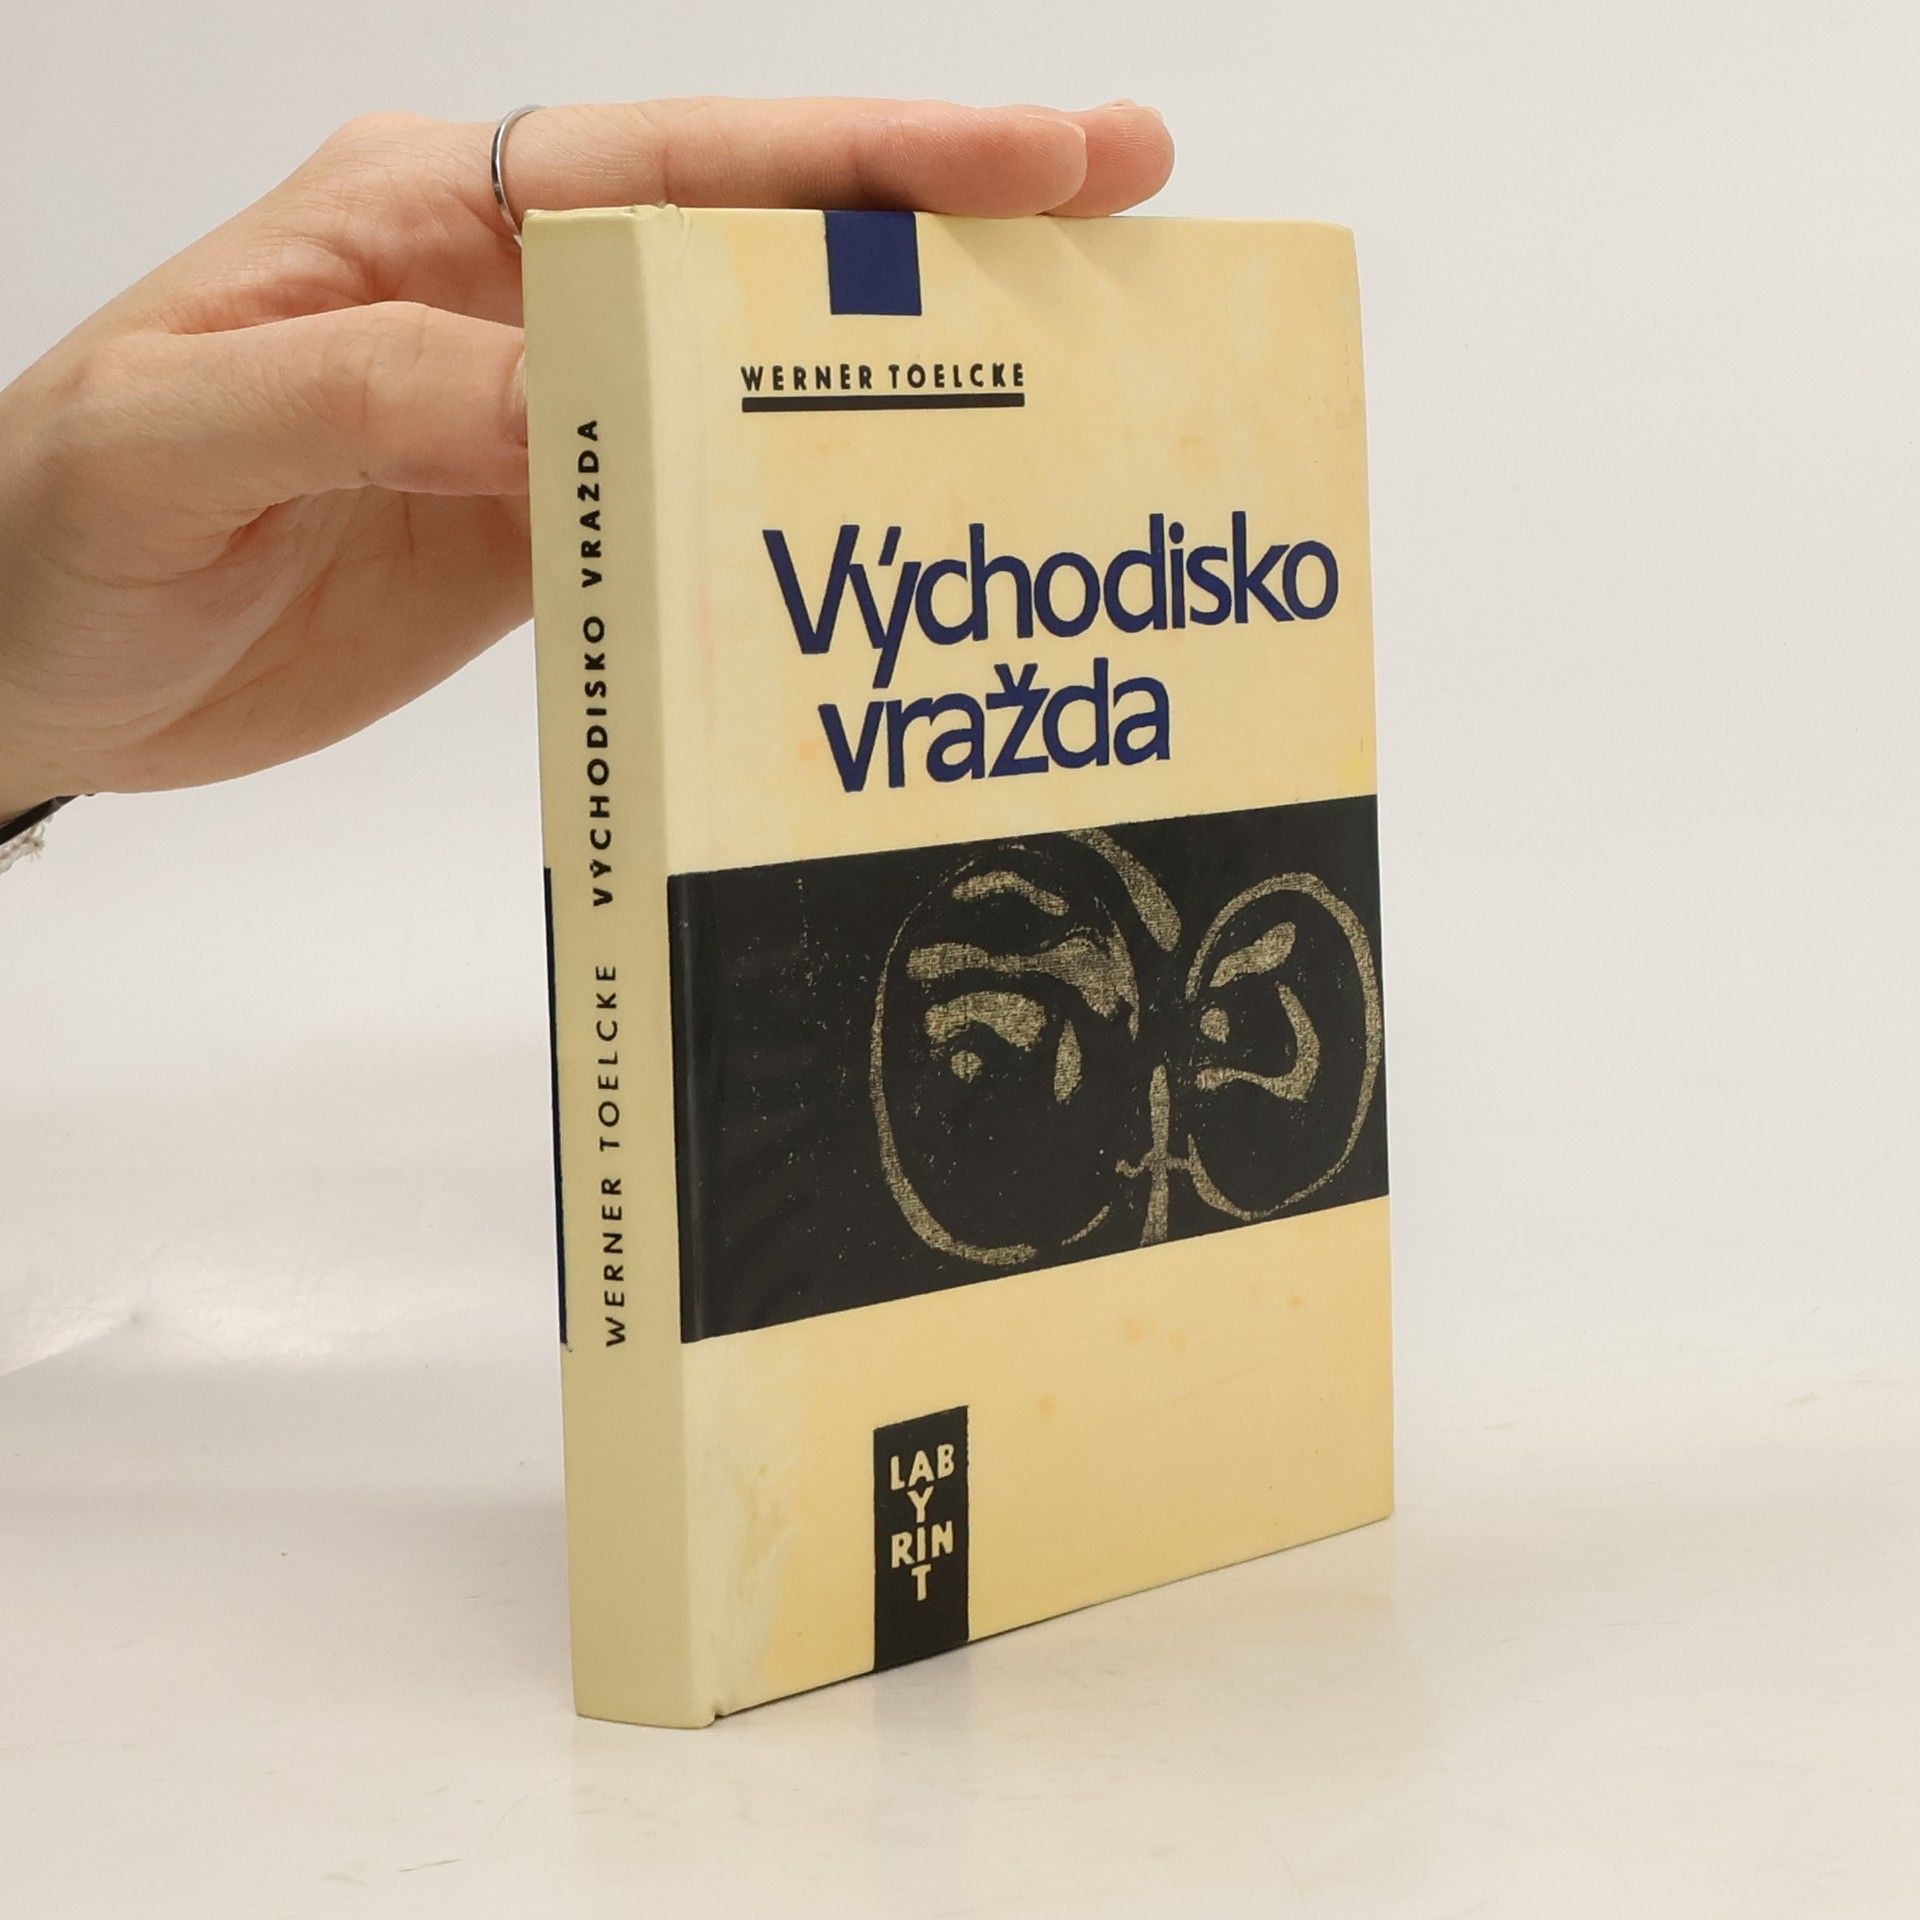 WERNER TOELCKE
Východisko
vražda
LAB
Y
RIN
T
WERNER TOELCKE VÝCHODISKO VRAŽDA